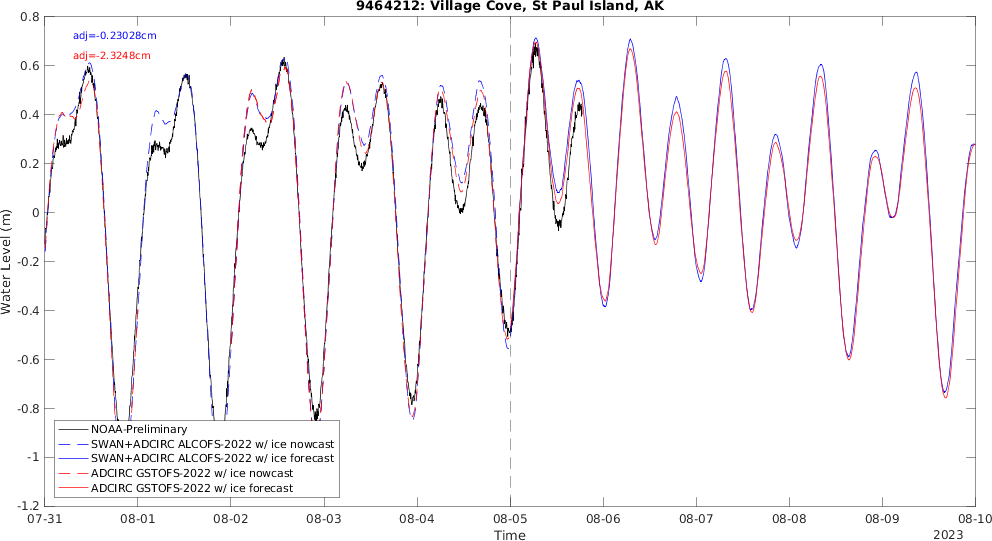 9464212: Village Cove, St Paul Island, AK
adj=-0.23028cm
adj=-2.3248cm
0.8
0.6
0.4
0.2
0
-0.2
-0.4
-0.6
-0.8
-1
-1.2
Water Level (m)
NOAA-Preliminary
SWAN+ADCIRC ALCOFS-2022 w/ ice nowcast
SWAN+ADCIRC ALCOFS-2022 w/ ice forecast
ADCIRC GSTOFS-2022 w/ ice nowcast
ADCIRC GSTOFS-2022 w/ ice forecast
07-31 08-01 08-02 08-03 08-04 08-05 08-06 08-07 08-08 08-09 08-10
Time
2023